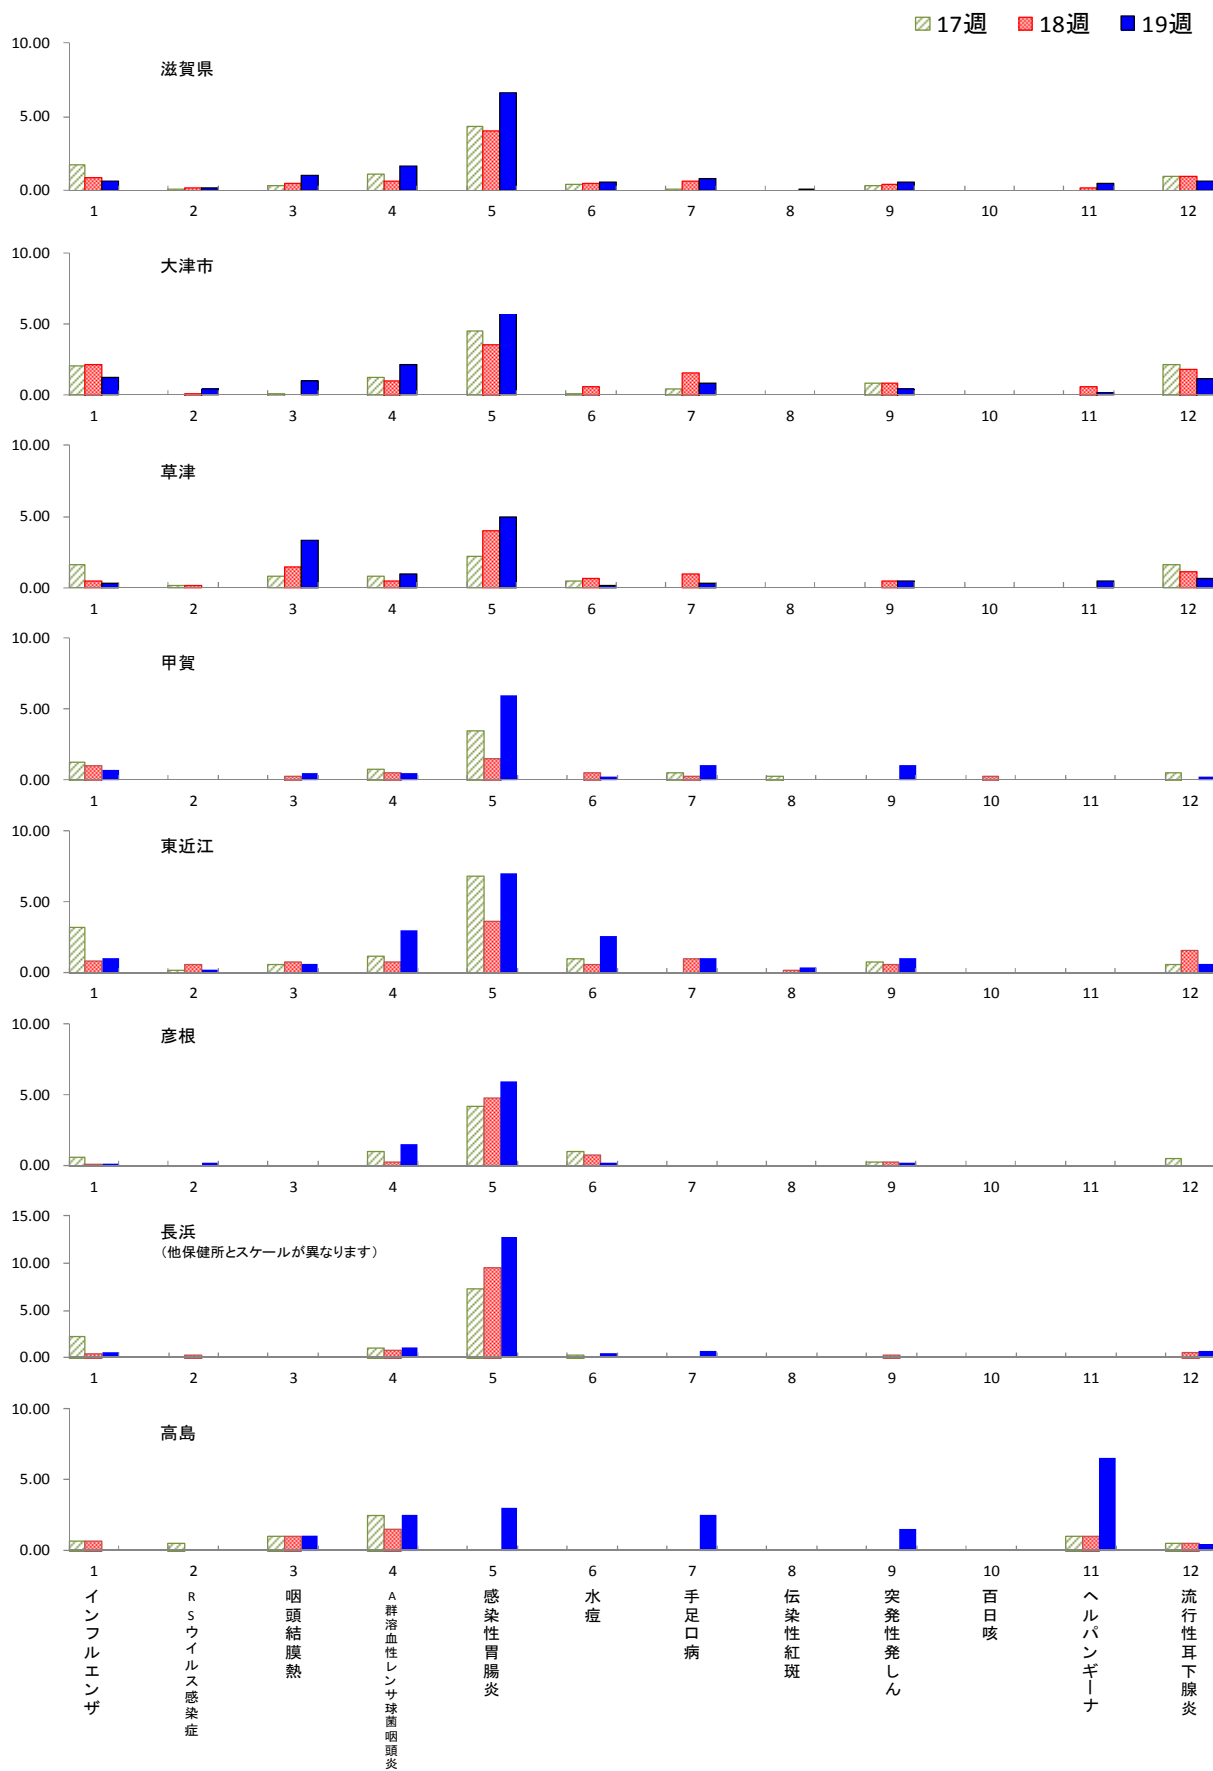 17週 18週 19週
滋賀県
10.00
5.00
0.00
1 2 3 4 5 6 7 8 9 10 11 12
大津市
10.00
5.00
0.00
1 2 3 4 5 6 7 8 9 10 11 12
草津
10.00
5.00
0.00
1 2 3 4 5 6 7 8 9 10 11 12
甲賀
10.00
5.00
0.00
1 2 3 4 5 6 7 8 9 10 11 12
東近江
10.00
5.00
0.00
1 2 3 4 5 6 7 8 9 10 11 12
彦根
10.00
5.00
0.00
1 2 3 4 5 6 7 8 9 10 11 12
長浜
（他保健所とスケールが異なります）
15.00
10.00
5.00
0.00
1 2 3 4 5 6 7 8 9 10 11 12
高島
10.00
5.00
0.00
1 2 3 4 5 6 7 8 9 10 11 12
インフルエンザ
RSウイルス感染症
咽頭結膜熱
A群溶血性レンサ球菌咽頭炎
感染性胃腸炎
水痘
手足口病
伝染性紅斑
突発性発しん
百日咳
ヘルパンギーナ
流行性耳下腺炎